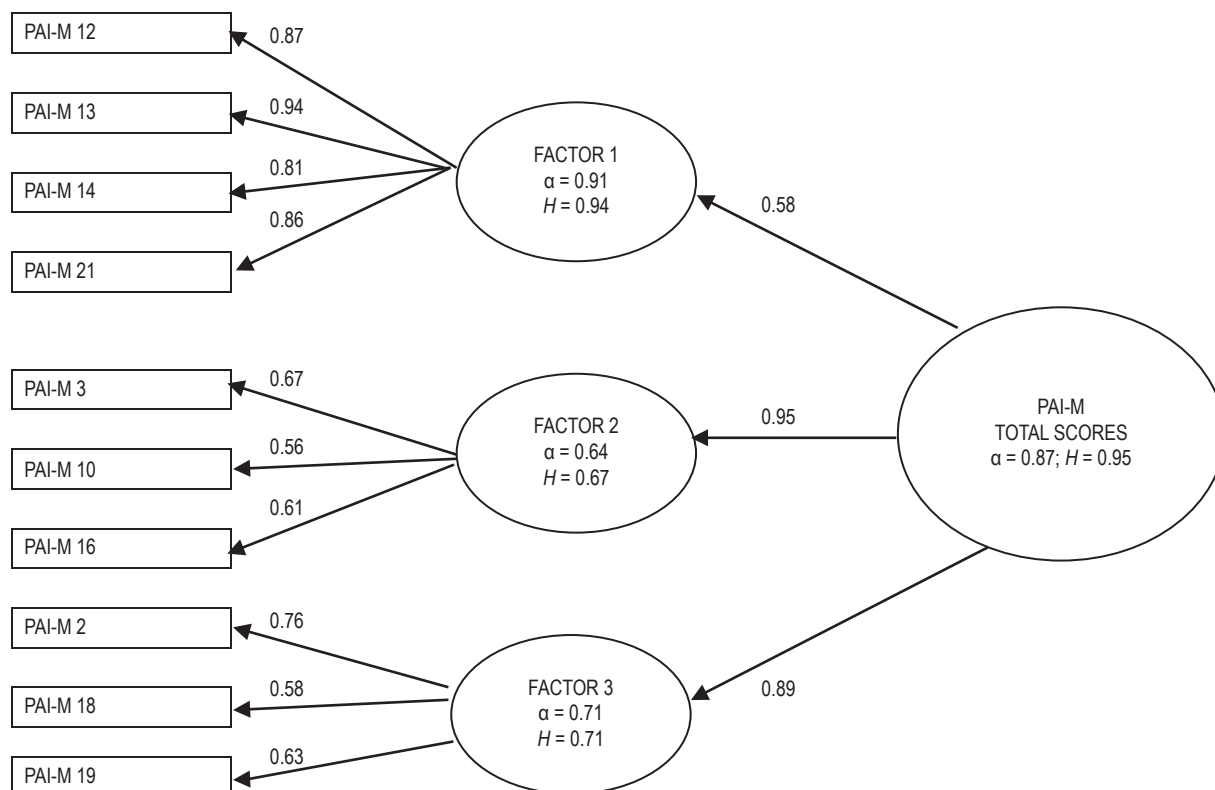 PAI-M 12
0.87
PAI-M 13
0.94
PAI-M 14
0.81
PAI-M 21
0.86
FACTOR 1
α = 0.91
H = 0.94
0.58
PAI-M 3
0.67
PAI-M 10
0.56
PAI-M 16
0.61
FACTOR 2
α = 0.64
H = 0.67
0.95
PAI-M
TOTAL SCORES
α = 0.87; H = 0.95
PAI-M 2
0.76
PAI-M 18
0.58
PAI-M 19
0.63
FACTOR 3
α = 0.71
H = 0.71
0.89